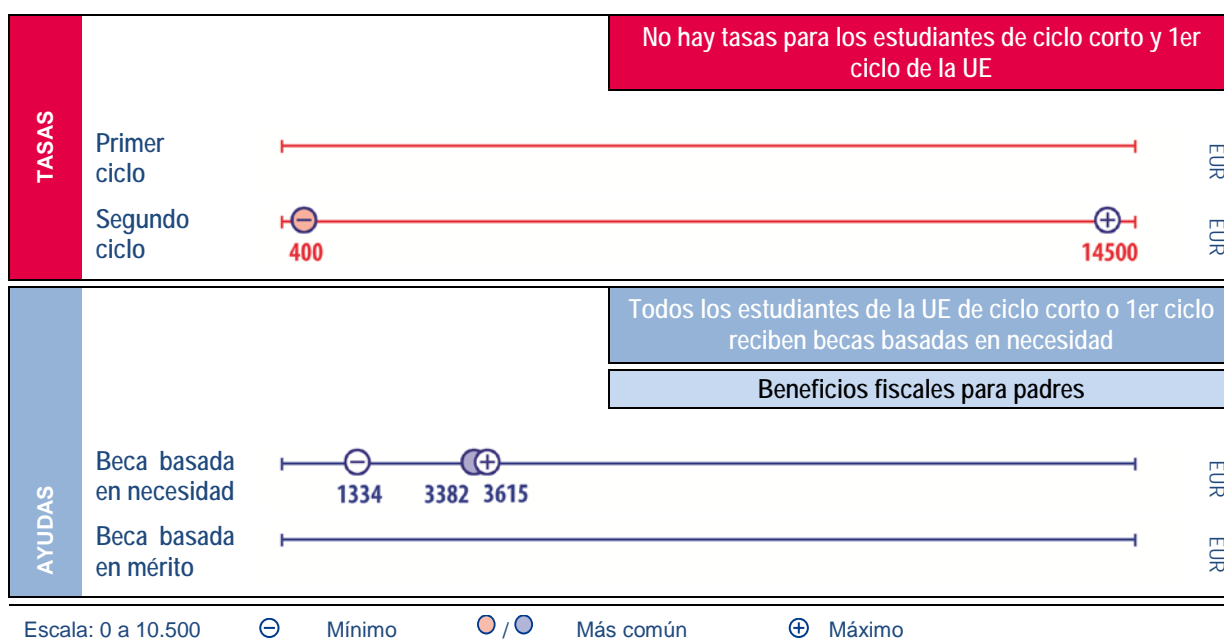 No hay tasas para los estudiantes de ciclo corto y 1er
ciclo de la UE
TASAS
Primer
ciclo
EUR
Segundo
ciclo
400
14500
EUR
Todos los estudiantes de la UE de ciclo corto o 1er ciclo
reciben becas basadas en necesidad
Beneficios fiscales para padres
AYUDAS
Beca basada
en necesidad
1334 3382 3615
EUR
Beca basada
en mérito
EUR
Escala: 0 a 10.500 Mínimo / Más común Máximo